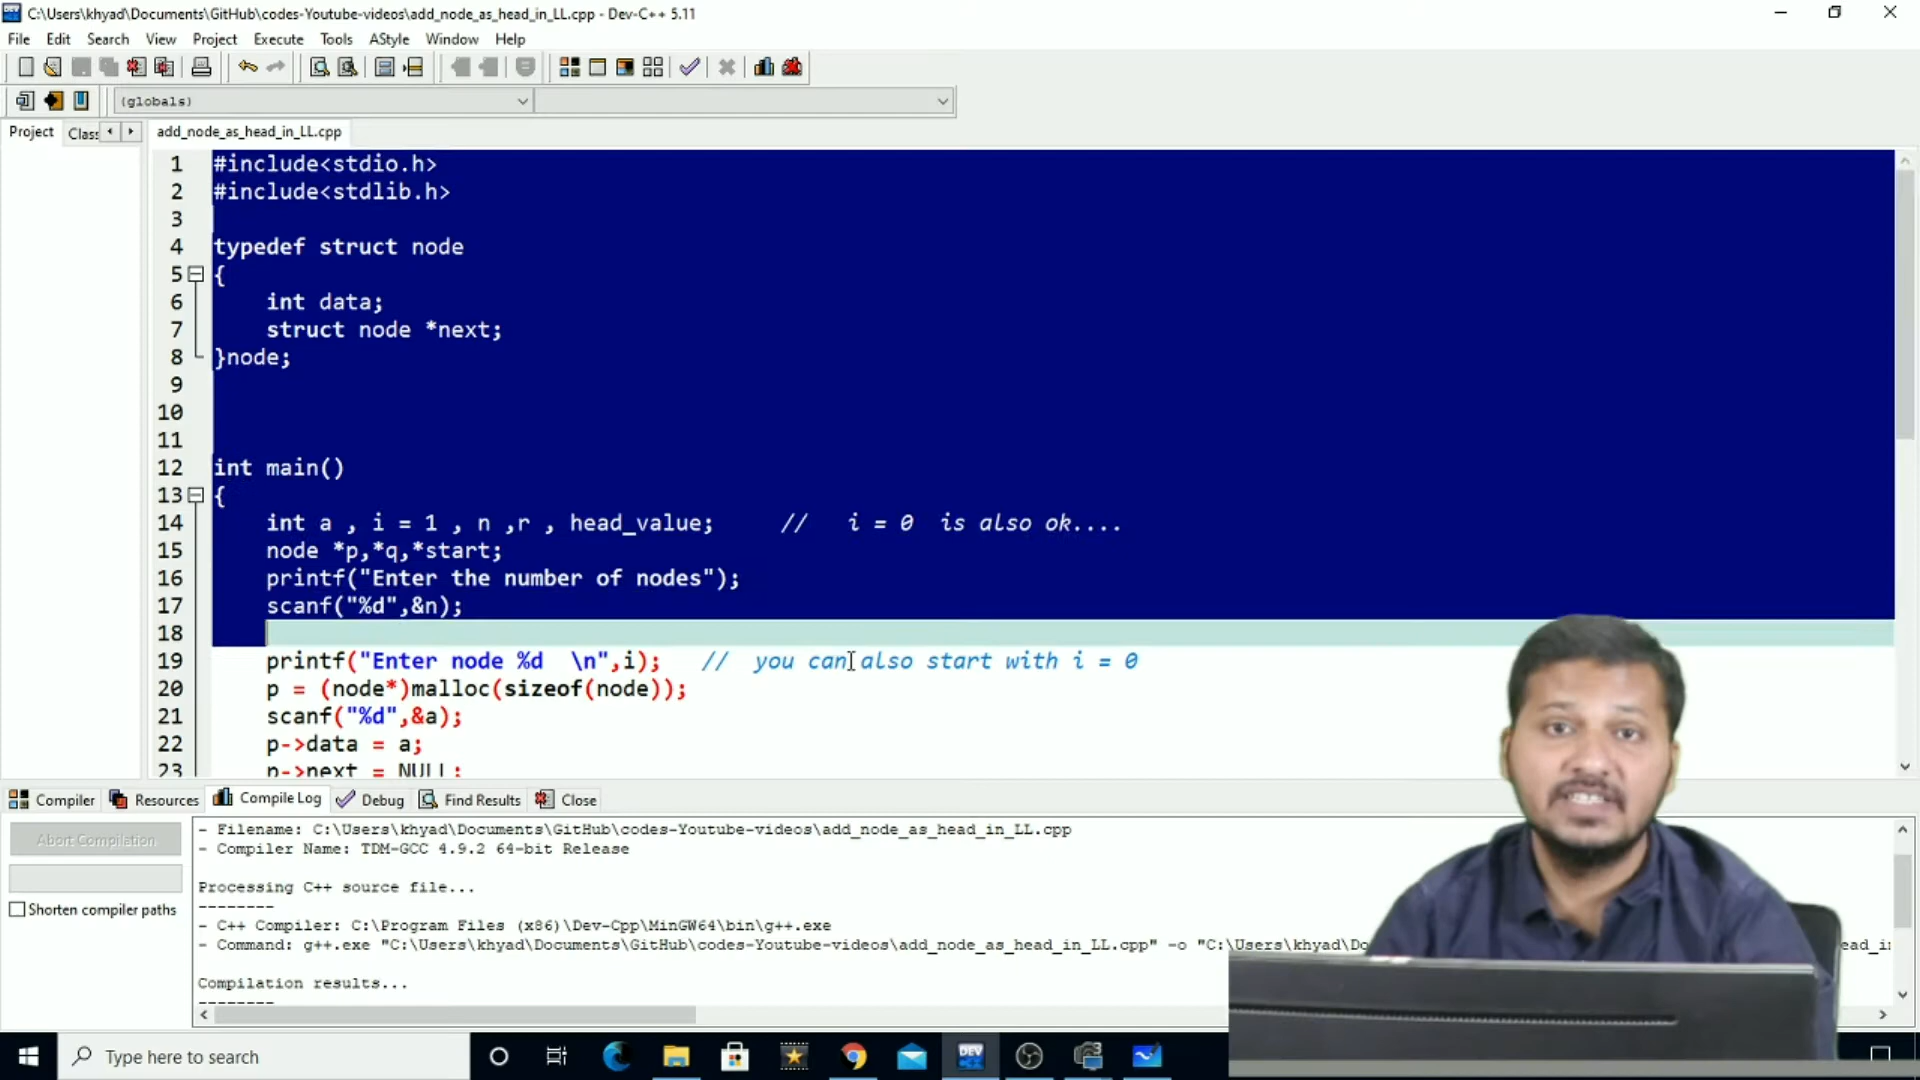 C:\Users\khyad\Documents\GitHub\codes-Youtube-videos\add_node_as_head_in_LL.cpp - Dev-C++ 5.11
File Edit Search View Project Execute Tools AStyle Window Help
(globals)
Project Clas add_node_as_head_in_LL.cpp
1 #include<stdio.h>
2 #include<stdlib.h>
3
4 typedef struct node
5 {
6 int data;
7 struct node *next;
8 }node;
9
10
11
12 int main()
13 {
14 int a , i = 1 , n ,r , head_value; // i = 0 is also ok....
15 node *p,*q,*start;
16 printf("Enter the number of nodes");
17 scanf("%d",&n);
18
19 printf("Enter node %d \n",i); // you can also start with i = 0
20 p = (node*)malloc(sizeof(node));
21 scanf("%d",&a);
22 p->data = a;
23 p->next = NULL;
Compiler Resources Compile Log Debug Find Results Close
Abort Compilation
Shorten compiler paths
- Filename: C:\Users\khyad\Documents\GitHub\codes-Youtube-videos\add_node_as_head_in_LL.cpp
- Compiler Name: TDM-GCC 4.9.2 64-bit Release
Processing C++ source file...
--------
- C++ Compiler: C:\Program Files (x86)\Dev-Cpp\MinGW64\bin\g++.exe
- Command: g++.exe "C:\Users\khyad\Documents\GitHub\codes-Youtube-videos\add_node_as_head_in_LL.cpp" -o "C:\Users\khyad\Do
Compilation results...
--------
Type here to search
DEV